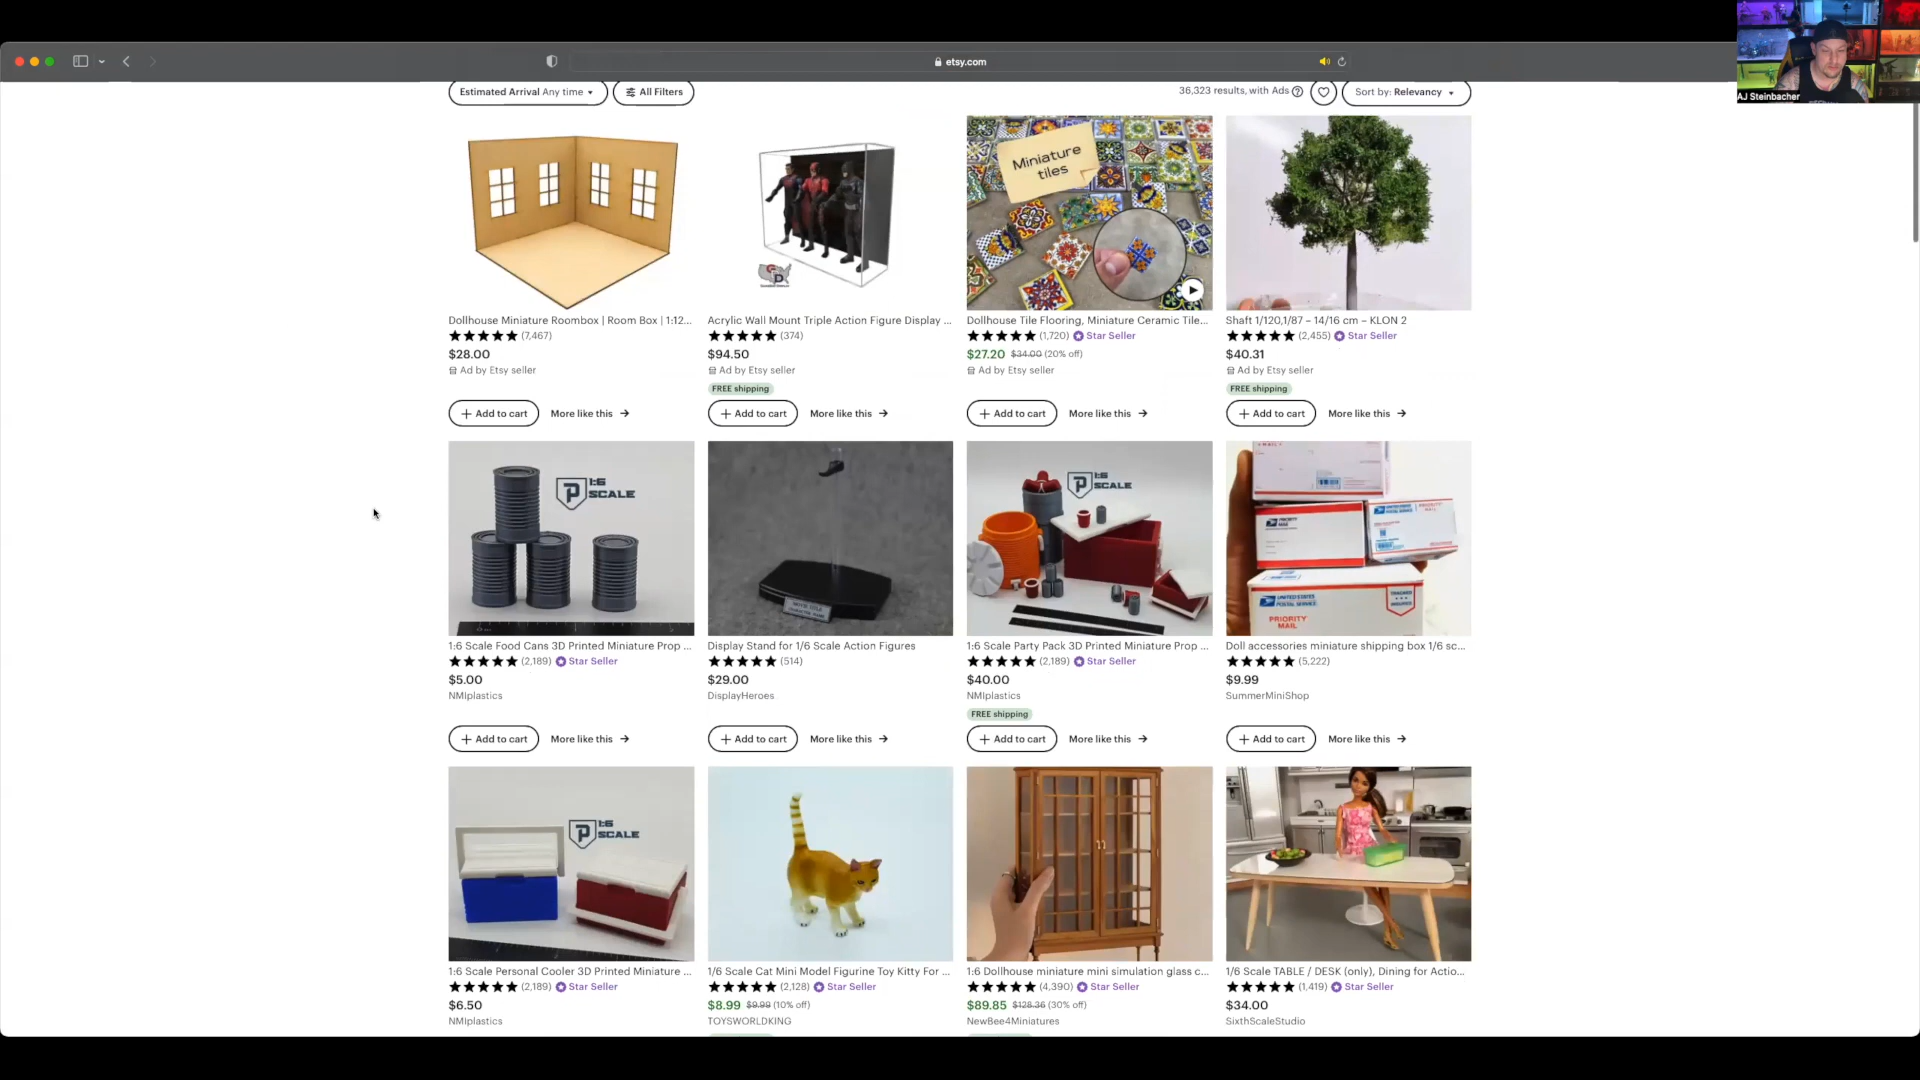 etsy.com
AJ Steinbacher
Estimated Arrival Any time
All Filters
36,323 results, with Ads
Sort by: Relevancy
Miniature
tiles
Dollhouse Miniature Roombox | Room Box | 1:12...
Acrylic Wall Mount Triple Action Figure Display ...
Dollhouse Tile Flooring, Miniature Ceramic Tile...
Shaft 1/120,1/87 – 14/16 cm – KLON 2
(7,467)
(374)
(1,720) Star Seller
(2,455) Star Seller
$28.00
$94.50
$27.20 $34.00 (20% off)
$40.31
Ad by Etsy seller
Ad by Etsy seller
Ad by Etsy seller
Ad by Etsy seller
FREE shipping
FREE shipping
Add to cart
More like this
Add to cart
More like this
Add to cart
More like this
Add to cart
More like this
1:6
SCALE
1:6
SCALE
PRIORITY
MAIL
UNITED STATES
POSTAL SERVICE
PRIORITY
MAIL
1:6 Scale Food Cans 3D Printed Miniature Prop ...
Display Stand for 1/6 Scale Action Figures
1:6 Scale Party Pack 3D Printed Miniature Prop ...
Doll accessories miniature shipping box 1/6 sc...
(2,189) Star Seller
(514)
(2,189) Star Seller
(5,222)
$5.00
$29.00
$40.00
$9.99
NMIplastics
DisplayHeroes
NMIplastics
SummerMiniShop
FREE shipping
Add to cart
More like this
Add to cart
More like this
Add to cart
More like this
Add to cart
More like this
1:6
SCALE
1:6 Scale Personal Cooler 3D Printed Miniature ...
1/6 Scale Cat Mini Model Figurine Toy Kitty For ...
1:6 Dollhouse miniature mini simulation glass c...
1/6 Scale TABLE / DESK (only), Dining for Actio...
(2,189) Star Seller
(2,128) Star Seller
(4,390) Star Seller
(1,419) Star Seller
$6.50
$8.99 $9.99 (10% off)
$89.85 $128.36 (30% off)
$34.00
NMIplastics
TOYSWORLDKING
NewBee4Miniatures
SixthScaleStudio